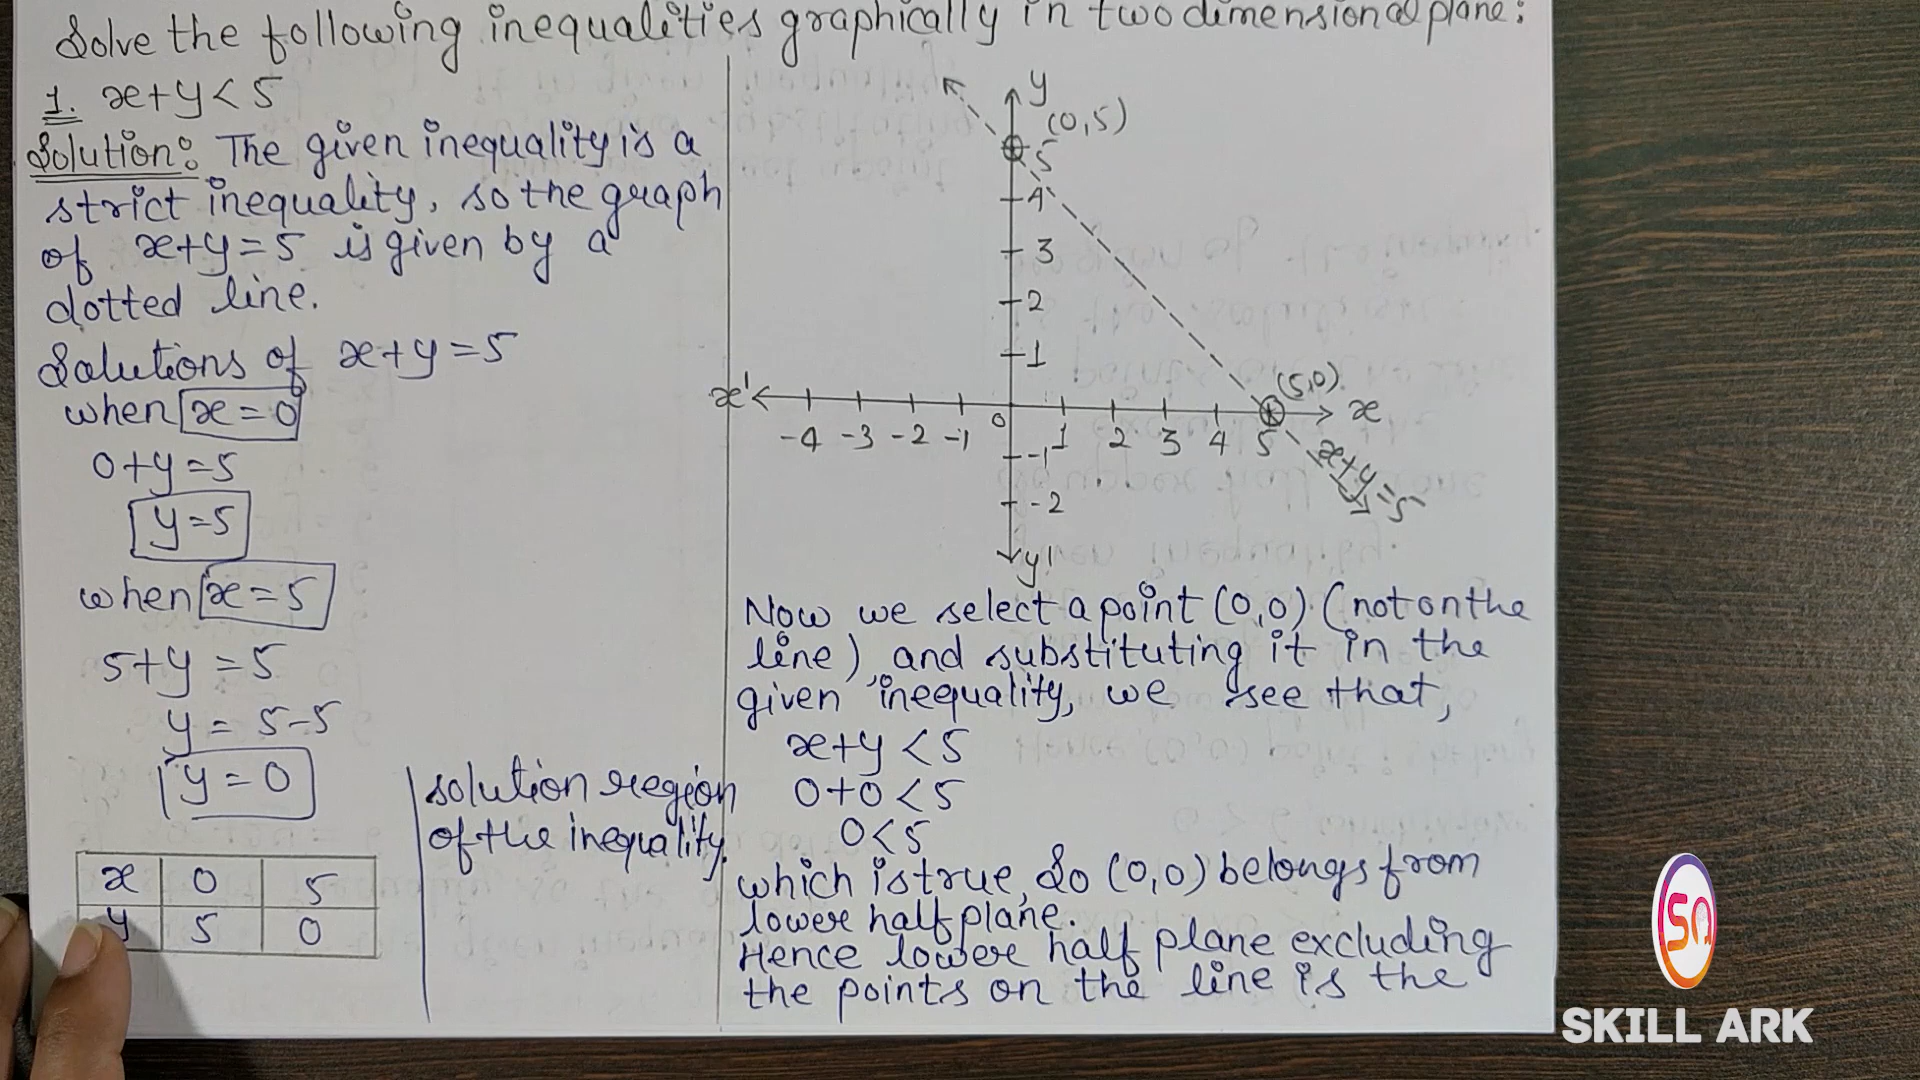 Solve the following inequalities graphically in two dimensional plane:
1. x+y<5
Solution: The given inequality is a
strict inequality, so the graph
of x+y=5 is given by a
dotted line.
Solutions of x+y=5
when x=0
0+y=5
y=5
when x=5
5+y=5
y=5-5
y=0
x 0 5
y 5 0
y
(0,5)
5
4
3
2
1
(5,0)
x' x
0
-4 -3 -2 -1 1 2 3 4 5
-1
-2
x+y=5
y'
Now we select a point (0,0) (not on the
line), and substituting it in the
given inequality, we see that,
x+y<5
0+0<5
0<5
which is true, So (0,0) belongs from
lower half plane.
Hence lower half plane excluding
the points on the line is the
solution region
of the inequality.
SKILL ARK